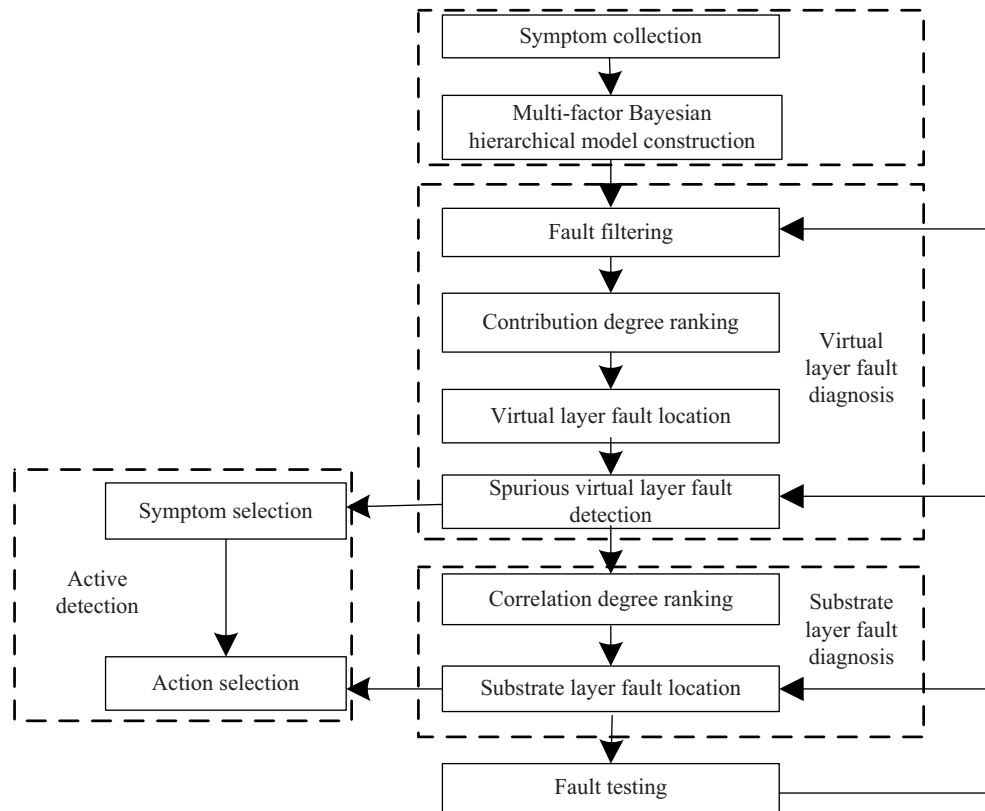 Symptom collection
Multi-factor Bayesian
hierarchical model construction
Fault filtering
Contribution degree ranking
Virtual
layer fault
diagnosis
Virtual layer fault location
Spurious virtual layer fault
detection
Symptom selection
Active
detection
Action selection
Correlation degree ranking
Substrate
layer fault
diagnosis
Substrate layer fault location
Fault testing